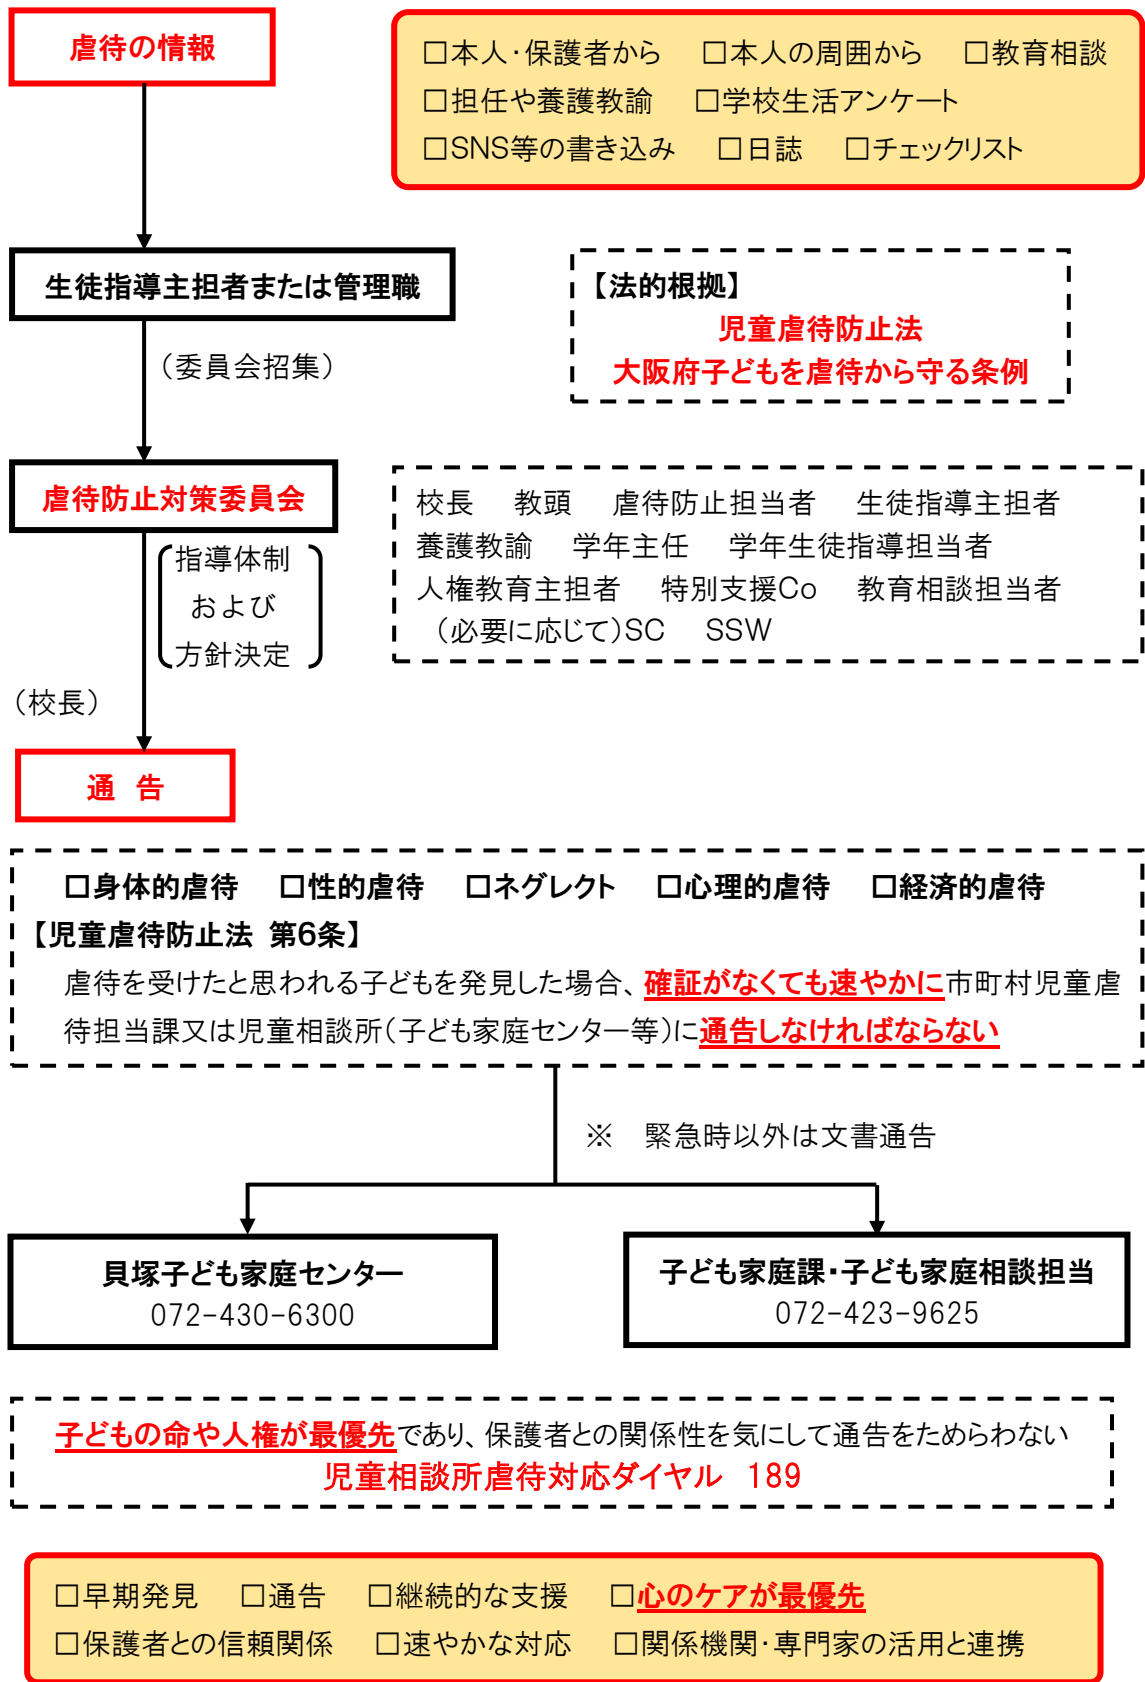 虐待の情報
□本人・保護者から　□本人の周囲から　□教育相談
□担任や養護教諭　□学校生活アンケート
□SNS等の書き込み　□日誌　□チェックリスト
生徒指導主担者または管理職
（委員会招集）
【法的根拠】
児童虐待防止法
大阪府子どもを虐待から守る条例
虐待防止対策委員会
指導体制
および
方針決定
校長　教頭　虐待防止担当者　生徒指導主担者
養護教諭　学年主任　学年生徒指導担当者
人権教育主担者　特別支援Co　教育相談担当者
（必要に応じて）SC　SSW
（校長）
通　告
□身体的虐待　□性的虐待　□ネグレクト　□心理的虐待　□経済的虐待
【児童虐待防止法 第6条】
虐待を受けたと思われる子どもを発見した場合、確証がなくても速やかに市町村児童虐
待担当課又は児童相談所（子ども家庭センター等）に通告しなければならない
※　緊急時以外は文書通告
貝塚子ども家庭センター
072-430-6300
子ども家庭課・子ども家庭相談担当
072-423-9625
子どもの命や人権が最優先であり、保護者との関係性を気にして通告をためらわない
児童相談所虐待対応ダイヤル　189
□早期発見　□通告　□継続的な支援　□心のケアが最優先
□保護者との信頼関係　□速やかな対応　□関係機関・専門家の活用と連携